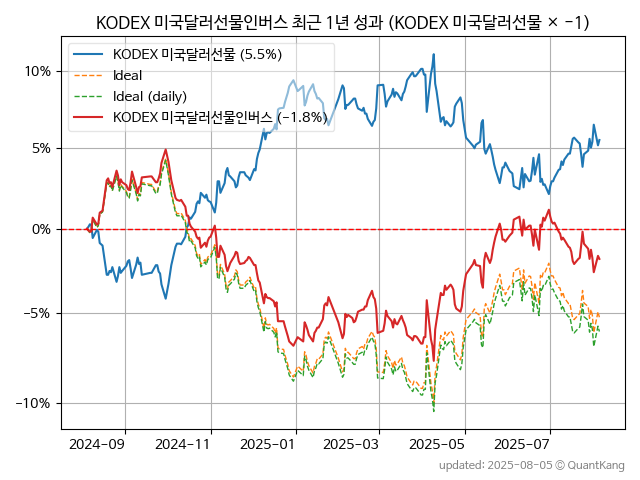 KODEX 미국달러선물인버스 최근 1년 성과 (KODEX 미국달러선물 × −1)
KODEX 미국달러선물 (5.5%)
Ideal
Ideal (daily)
KODEX 미국달러선물인버스 (−1.8%)
10%
5%
0%
−5%
−10%
2024-09 2024-11 2025-01 2025-03 2025-05 2025-07
updated: 2025-08-05 © QuantKang